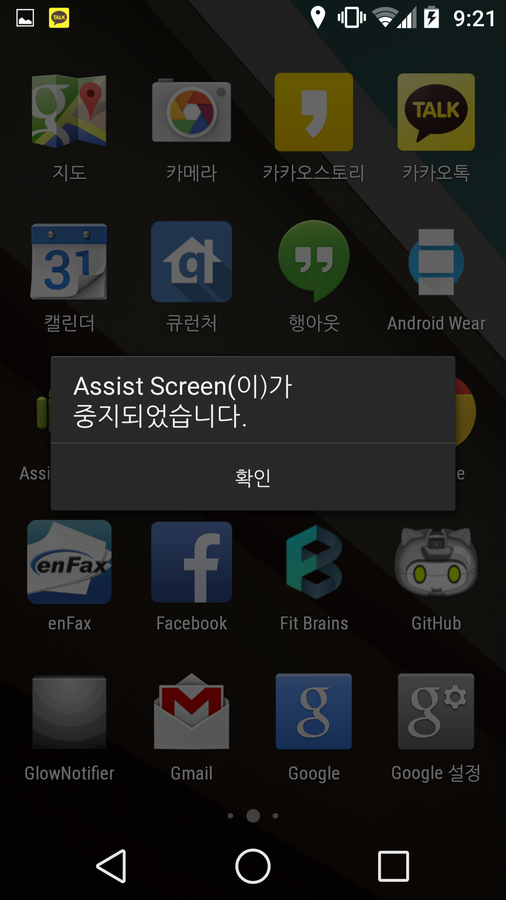 TALK
9:21
TALK
지도
카메라
카카오스토리
카카오톡
31
캘린더
큐런처
행아웃
Android Wear
Assist Screen(이)가
중지되었습니다.
Assi
e
확인
enFax
enFax
Facebook
Fit Brains
GitHub
GlowNotifier
Gmail
Google
Google 설정